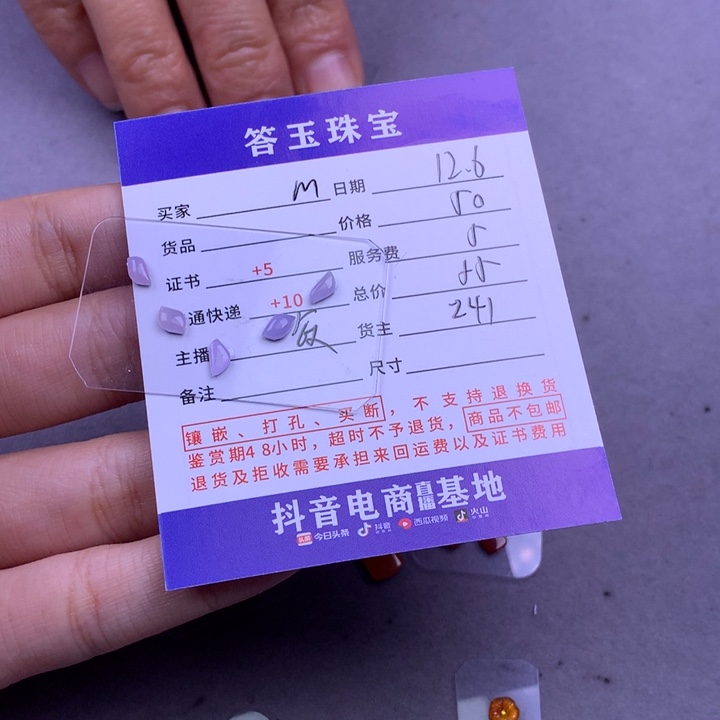 答玉珠宝
买家 M 日期 12.6
货品 价格 50
证书 +5 服务费 5
通快递 +10 总价 55
主播 货主 241
备注 尺寸
镶嵌、打孔、买断，不支持退换货
鉴赏期48小时，超时不予退货，商品不包邮
退货及拒收需要承担来回运费以及证书费用
抖音电商直播基地
头条 今日头条 抖音 西瓜视频 火山